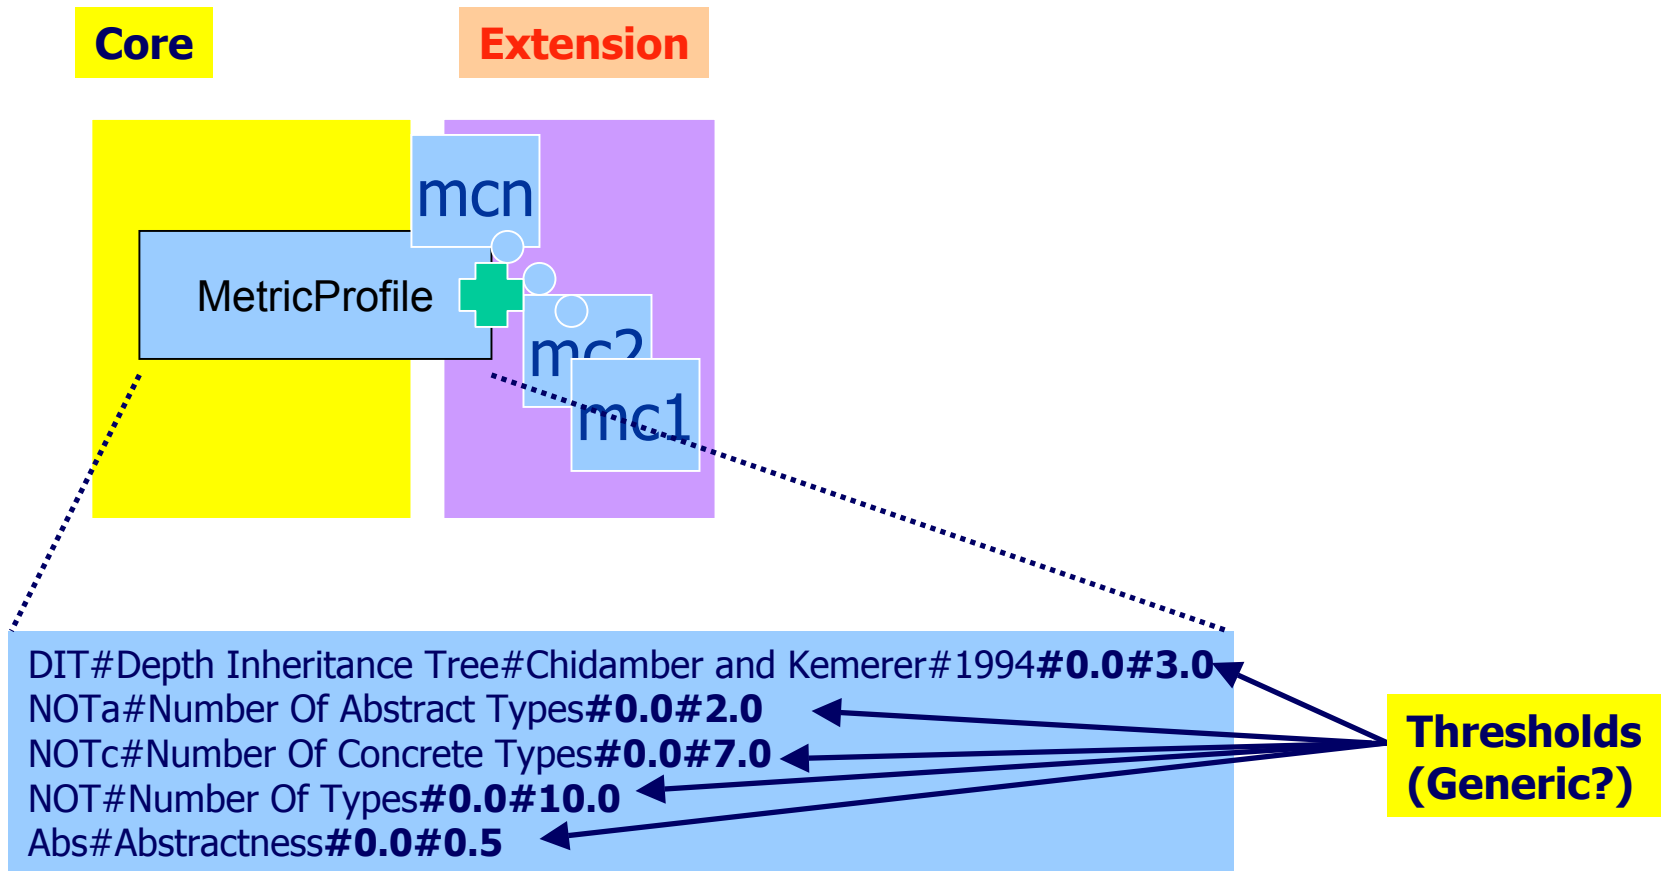 Core
Extension
mcn
MetricProfile
mc2
mc1
DIT#Depth Inheritance Tree#Chidamber and Kemerer#1994#0.0#3.0
NOTa#Number Of Abstract Types#0.0#2.0
NOTc#Number Of Concrete Types#0.0#7.0
NOT#Number Of Types#0.0#10.0
Abs#Abstractness#0.0#0.5
Thresholds
(Generic?)